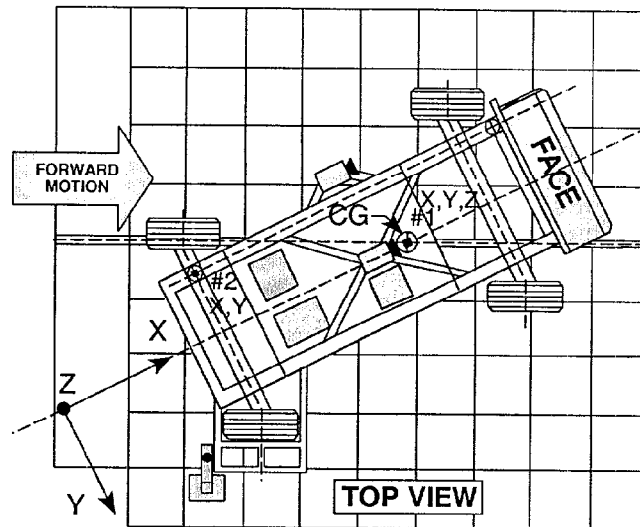 FORWARD
MOTION
FACE
X,Y,Z
CG
#1
#2
X,Y
X
Z
Y
TOP VIEW